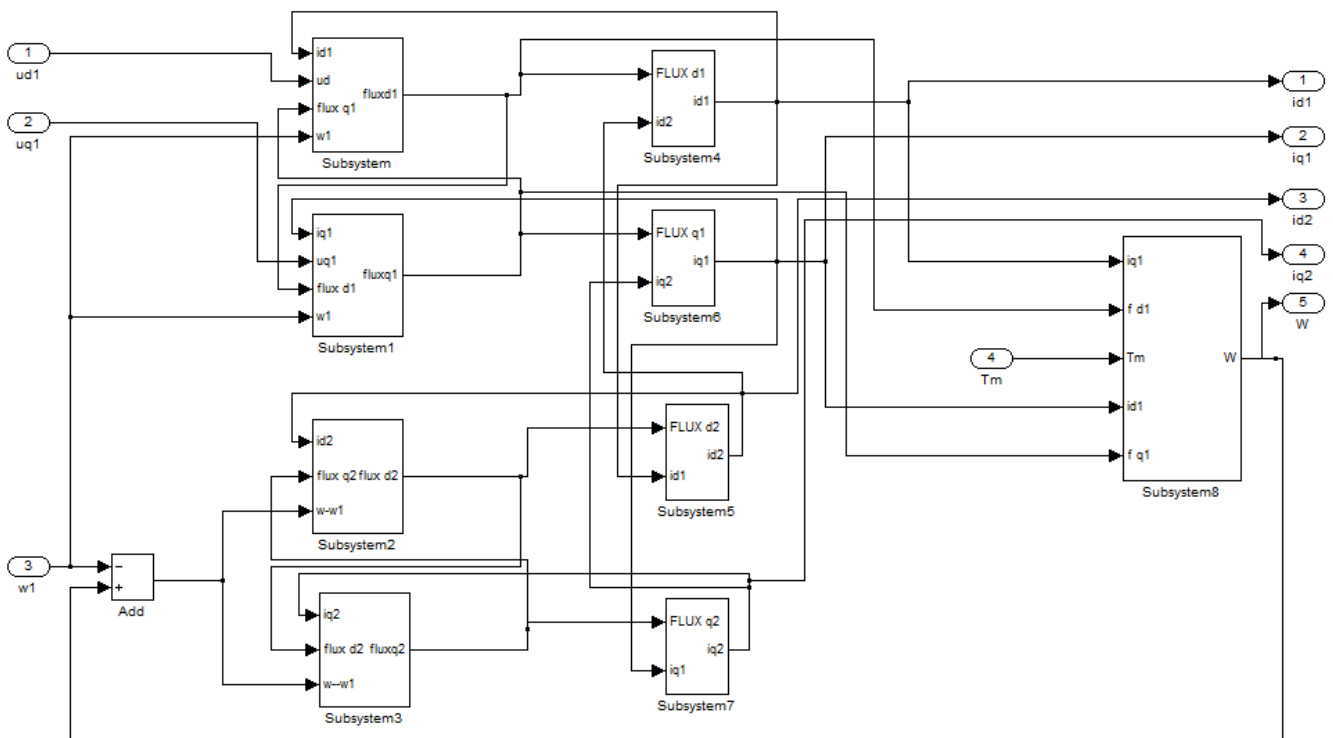 1
ud1
2
uq1
3
w1
−
+
Add
id1
ud
flux q1
w1
fluxd1
Subsystem
iq1
uq1
flux d1
w1
fluxq1
Subsystem1
id2
flux q2
flux d2
w-w1
Subsystem2
iq2
flux d2
fluxq2
w--w1
Subsystem3
FLUX d1
id1
id2
Subsystem4
FLUX q1
iq1
iq2
Subsystem6
FLUX d2
id2
id1
Subsystem5
FLUX q2
iq2
iq1
Subsystem7
4
Tm
iq1
f d1
Tm
W
id1
f q1
Subsystem8
1
id1
2
iq1
3
id2
4
iq2
5
W